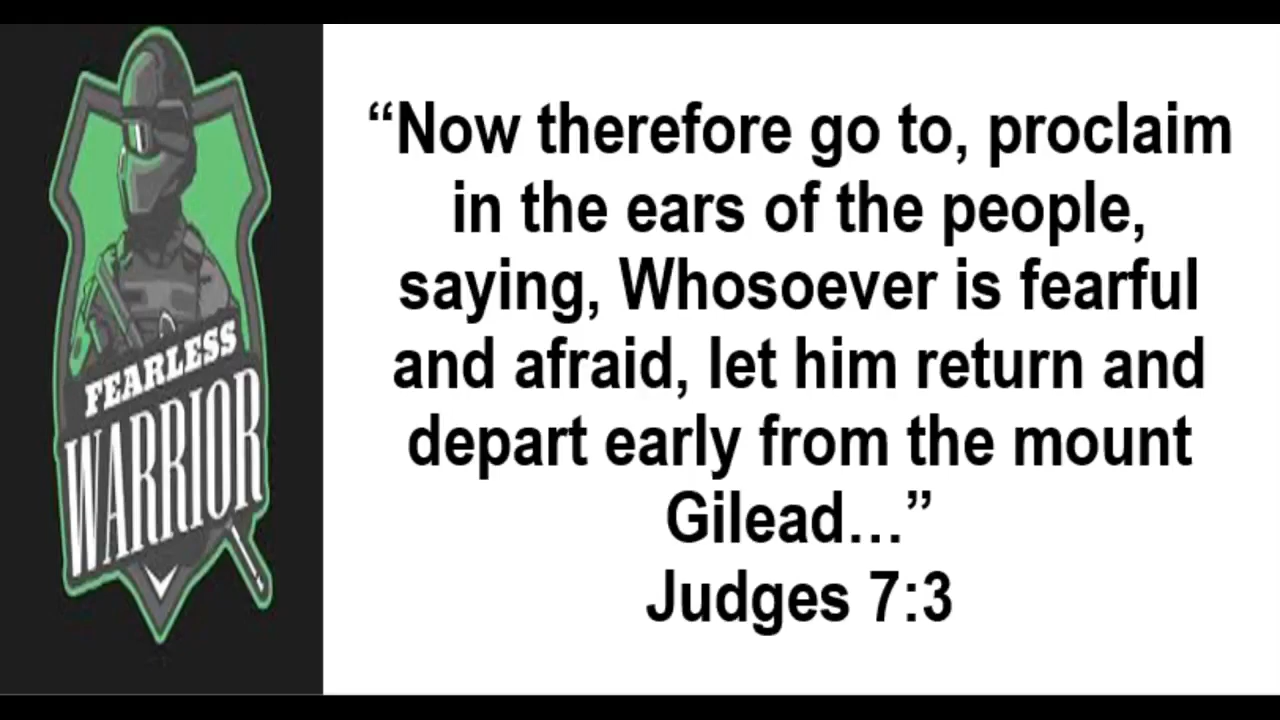 FEARLESS
WARRIOR
“Now therefore go to, proclaim
in the ears of the people,
saying, Whosoever is fearful
and afraid, let him return and
depart early from the mount
Gilead…”
Judges 7:3